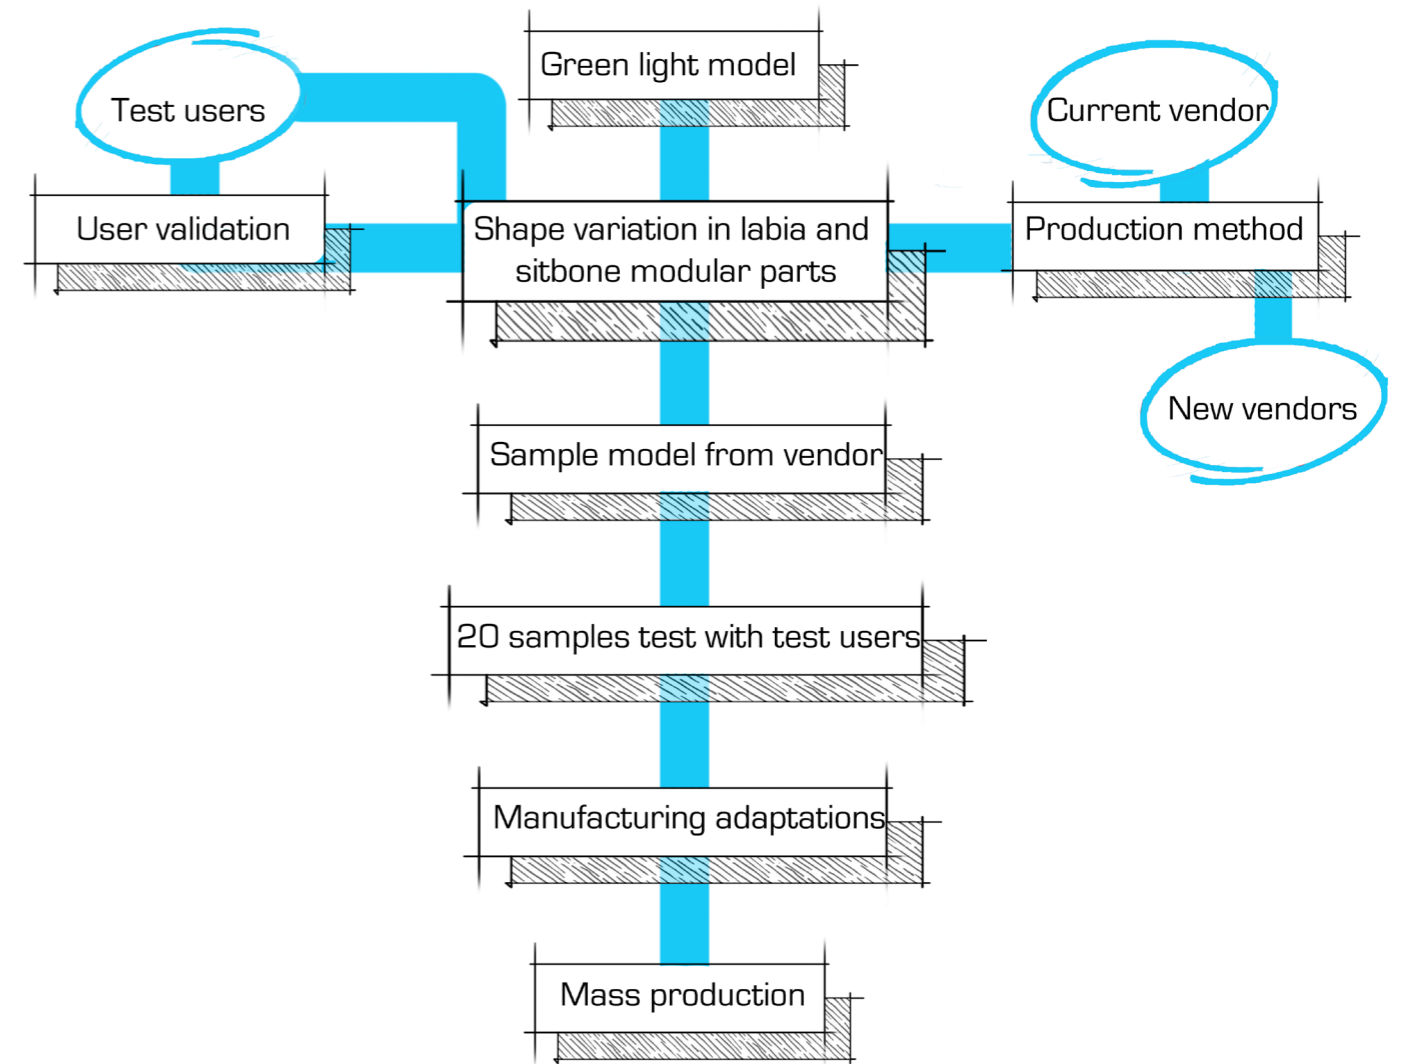 Green light model
Test users
Current vendor
User validation
Shape variation in labia and
sitbone modular parts
Production method
New vendors
Sample model from vendor
20 samples test with test users
Manufacturing adaptations
Mass production